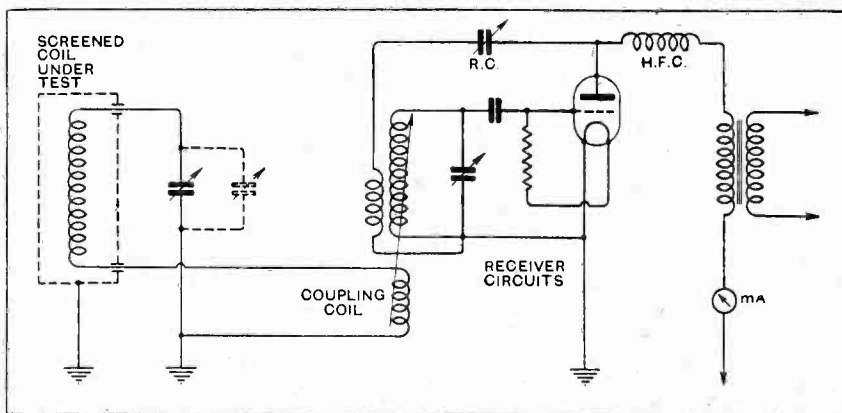 SCREENED
COIL
UNDER
TEST
R.C.
H.F.C.
COUPLING
COIL
RECEIVER
CIRCUITS
mA